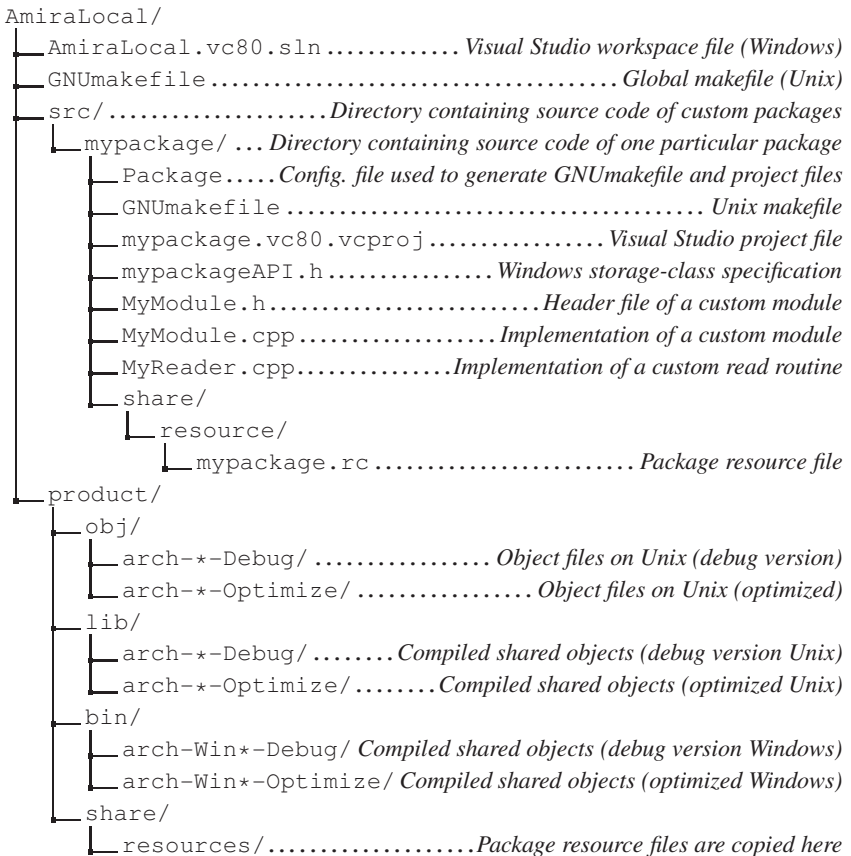 AmiraLocal/
AmiraLocal.vc80.sln ............. Visual Studio workspace file (Windows)
GNUmakefile ...................................... Global makefile (Unix)
src/ ..................... Directory containing source code of custom packages
mypackage/ ... Directory containing source code of one particular package
Package ..... Config. file used to generate GNUmakefile and project files
GNUmakefile ....................................... Unix makefile
mypackage.vc80.vcproj ................ Visual Studio project file
mypackageAPI.h ............... Windows storage-class specification
MyModule.h .......................... Header file of a custom module
MyModule.cpp ................... Implementation of a custom module
MyReader.cpp ............... Implementation of a custom read routine
share/
resource/
mypackage.rc ......................... Package resource file
product/
obj/
arch-*-Debug/ ................. Object files on Unix (debug version)
arch-*-Optimize/ ................. Object files on Unix (optimized)
lib/
arch-*-Debug/ ........ Compiled shared objects (debug version Unix)
arch-*-Optimize/ ........ Compiled shared objects (optimized Unix)
bin/
arch-Win*-Debug/ Compiled shared objects (debug version Windows)
arch-Win*-Optimize/ Compiled shared objects (optimized Windows)
share/
resources/ .................... Package resource files are copied here